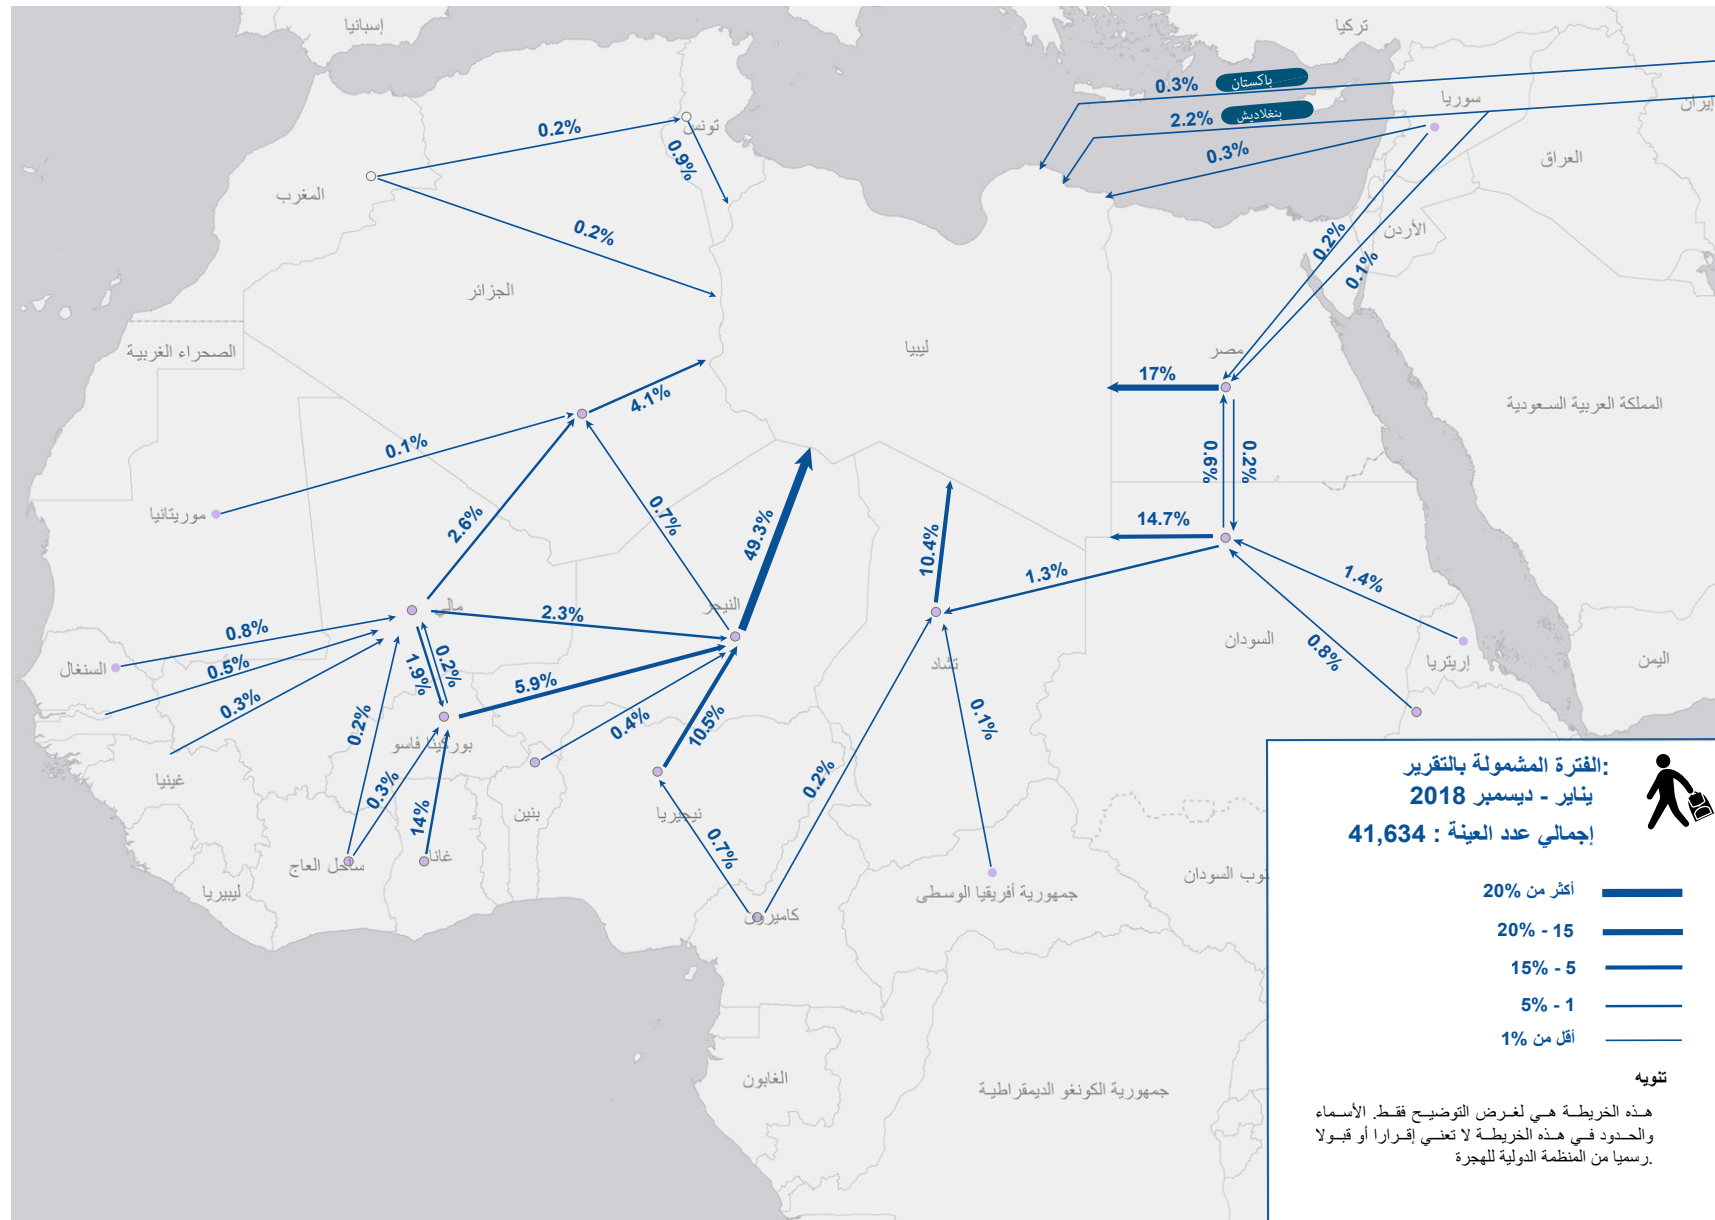 إسبانيا
تركيا
0.3%
باكستان
2.2%
بنغلاديش
سوريا
إيران
0.2%
تونس
0.9%
0.3%
العراق
المغرب
0.2%
0.2%
0.1%
الأردن
الجزائر
ليبيا
الصحراء الغربية
مصر
17%
4.1%
المملكة العربية السعودية
0.1%
0.6%
0.2%
موريتانيا
2.6%
0.7%
49.3%
10.4%
14.7%
1.3%
1.4%
مالي
2.3%
النيجر
0.8%
0.5%
0.3%
السنغال
1.9%
0.2%
5.9%
تشاد
السودان
0.8%
إريتريا
اليمن
0.2%
بوركينا فاسو
0.4%
10.5%
0.1%
غينيا
0.3%
14%
بنين
نيجيريا
0.2%
0.7%
ليبيريا
ساحل العاج
غانا
كاميرون
جمهورية أفريقيا الوسطى
وب السودان
الغابون
جمهورية الكونغو الديمقراطية
الفترة المشمولة بالتقرير:
يناير - ديسمبر 2018
إجمالي عدد العينة : 41,634
أكثر من 20%
15 - 20%
5 - 15%
1 - 5%
أقل من 1%
تنويه
هذه الخريطة هي لغرض التوضيح فقط. الأسماء
والحدود في هذه الخريطة لا تعني إقرارا أو قبولا
رسميا من المنظمة الدولية للهجرة.